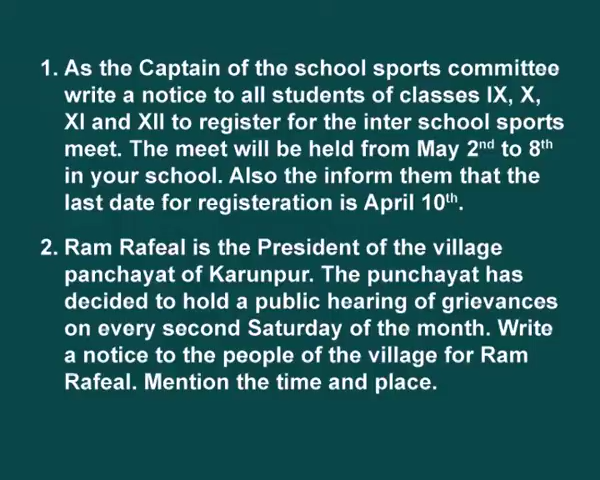 1. As the Captain of the school sports committee
write a notice to all students of classes IX, X,
XI and XII to register for the inter school sports
meet. The meet will be held from May 2nd to 8th
in your school. Also the inform them that the
last date for registeration is April 10th.
2. Ram Rafeal is the President of the village
panchayat of Karunpur. The punchayat has
decided to hold a public hearing of grievances
on every second Saturday of the month. Write
a notice to the people of the village for Ram
Rafeal. Mention the time and place.